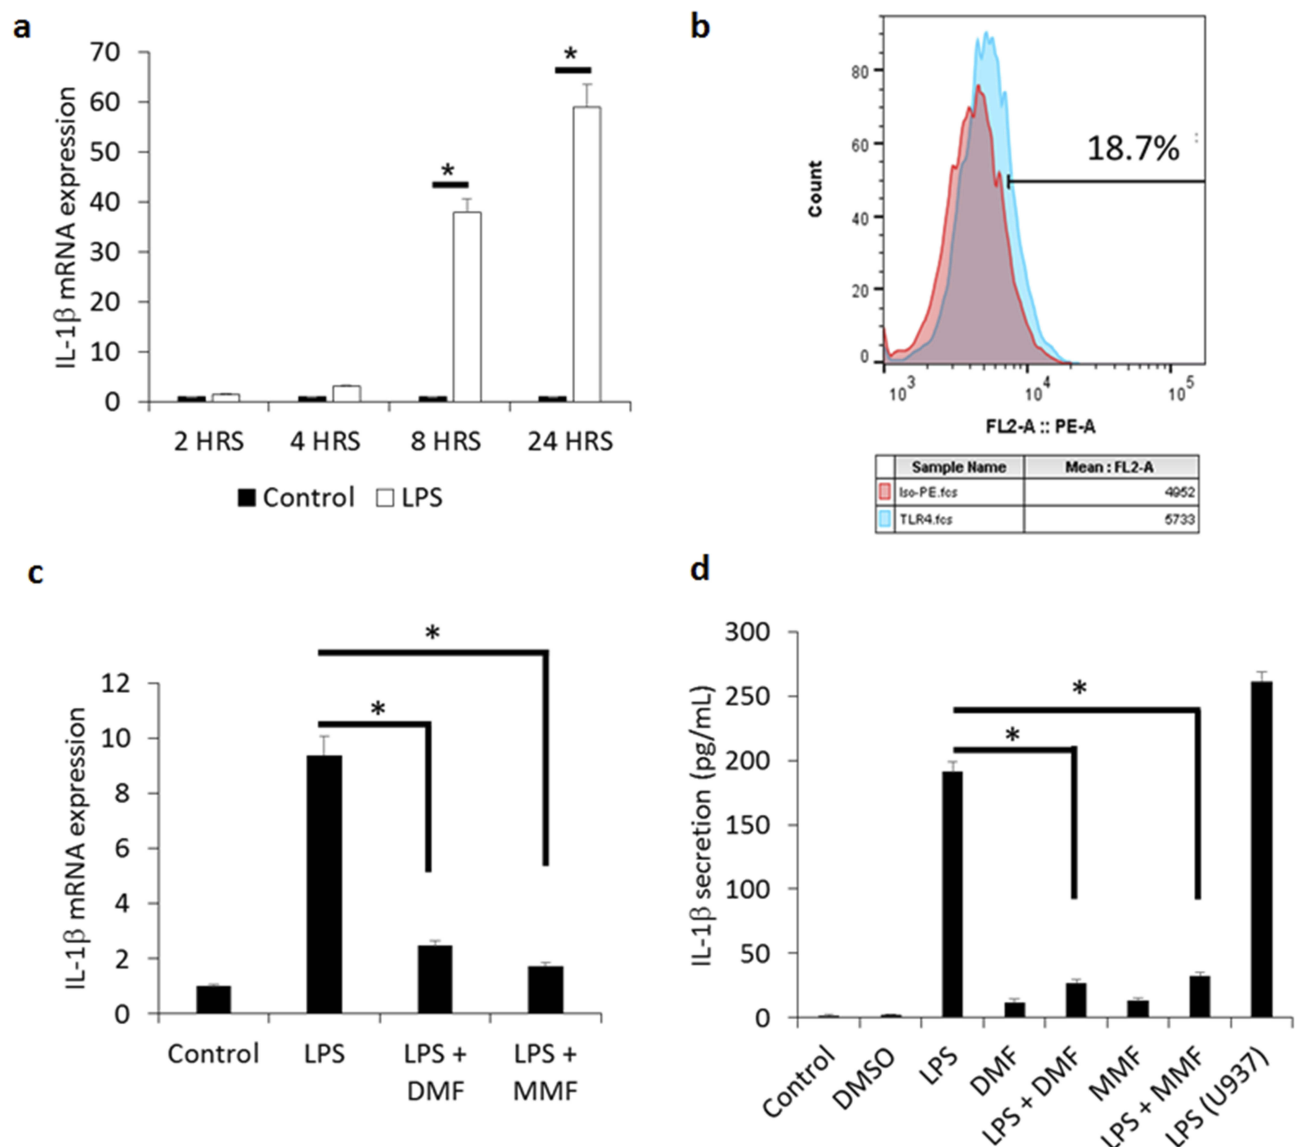 a
70
60
50
40
30
20
10
0
IL-1β mRNA expression
*
*
2 HRS 4 HRS 8 HRS 24 HRS
Control LPS
b
80
60
40
20
0
Count
18.7%
10³ 10⁴ 10⁵
FL2-A :: PE-A
Sample Name Mean : FL2-A
Iso-PE.fcs 4952
TLR4.fcs 5733
c
12
10
8
6
4
2
0
IL-1β mRNA expression
*
*
Control LPS LPS + LPS +
DMF MMF
d
300
250
200
150
100
50
0
IL-1β secretion (pg/mL)
*
*
Control
DMSO
LPS
DMF
LPS + DMF
MMF
LPS + MMF
LPS (U937)